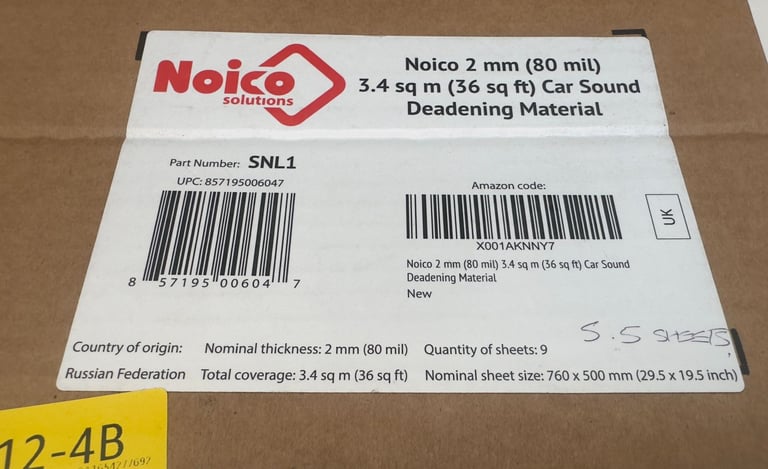 Noico
solutions
Noico 2 mm (80 mil)
3.4 sq m (36 sq ft) Car Sound
Deadening Material
Part Number: SNL1
UPC: 857195006047
8 57195 00604 7
Amazon code:
X001AKNNY7
Noico 2 mm (80 mil) 3.4 sq m (36 sq ft) Car Sound
Deadening Material
New
UK
5.5 SHEETS
Country of origin: Nominal thickness: 2 mm (80 mil) Quantity of sheets: 9
Russian Federation Total coverage: 3.4 sq m (36 sq ft) Nominal sheet size: 760 x 500 mm (29.5 x 19.5 inch)
12-4B